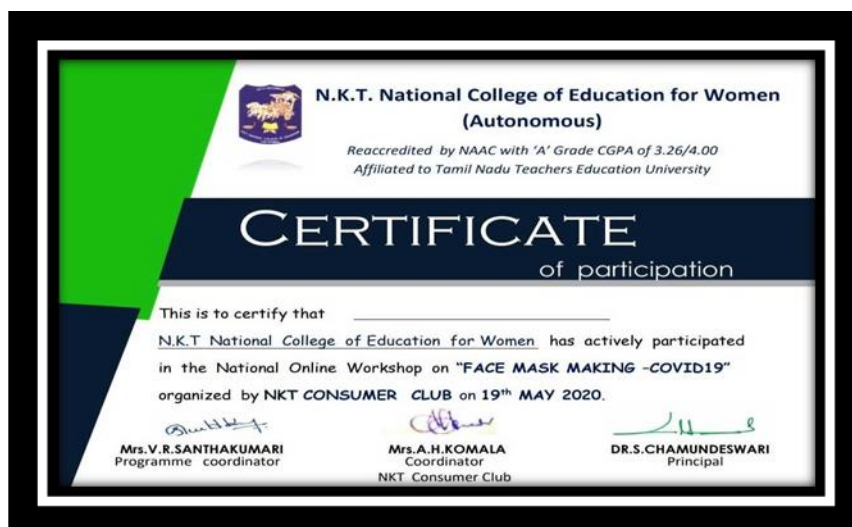 N.K.T. National College of Education for Women
(Autonomous)
Reaccredited by NAAC with ‘A’ Grade CGPA of 3.26/4.00
Affiliated to Tamil Nadu Teachers Education University
CERTIFICATE
of participation
This is to certify that
N.K.T National College of Education for Women has actively participated
in the National Online Workshop on “FACE MASK MAKING -COVID19”
organized by NKT CONSUMER CLUB on 19th MAY 2020.
Mrs.V.R.SANTHAKUMARI
Programme coordinator
Mrs.A.H.KOMALA
Coordinator
NKT Consumer Club
DR.S.CHAMUNDESWARI
Principal